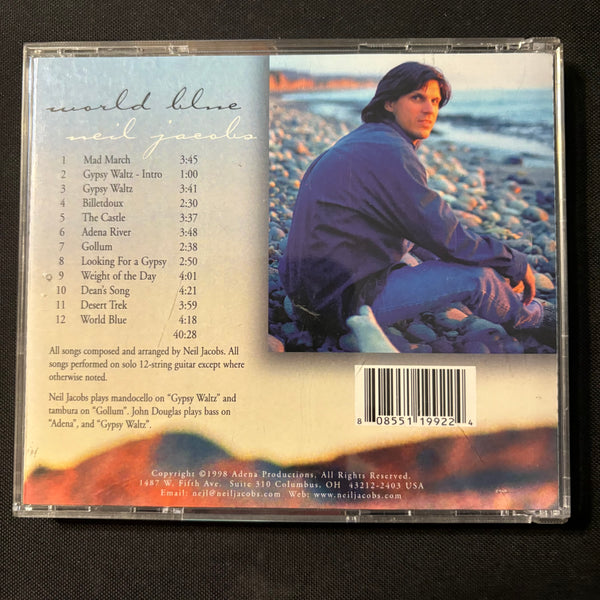 world blue
neil jacobs
1 Mad March 3:45
2 Gypsy Waltz - Intro 1:00
3 Gypsy Waltz 3:41
4 Billetdoux 2:30
5 The Castle 3:37
6 Adena River 3:48
7 Gollum 2:38
8 Looking For a Gypsy 2:50
9 Weight of the Day 4:01
10 Dean's Song 4:21
11 Desert Trek 3:59
12 World Blue 4:18
40:28
All songs composed and arranged by Neil Jacobs. All
songs performed on solo 12-string guitar except where
otherwise noted.
Neil Jacobs plays mandocello on "Gypsy Waltz" and
tambura on "Gollum". John Douglas plays bass on
"Adena", and "Gypsy Waltz".
8 08551 19922 4
Copyright ©1998 Adena Productions, All Rights Reserved.
1487 W. Fifth Ave. Suite 310 Columbus, OH 43212-2403 USA
Email: neil@neiljacobs.com Web: www.neiljacobs.com